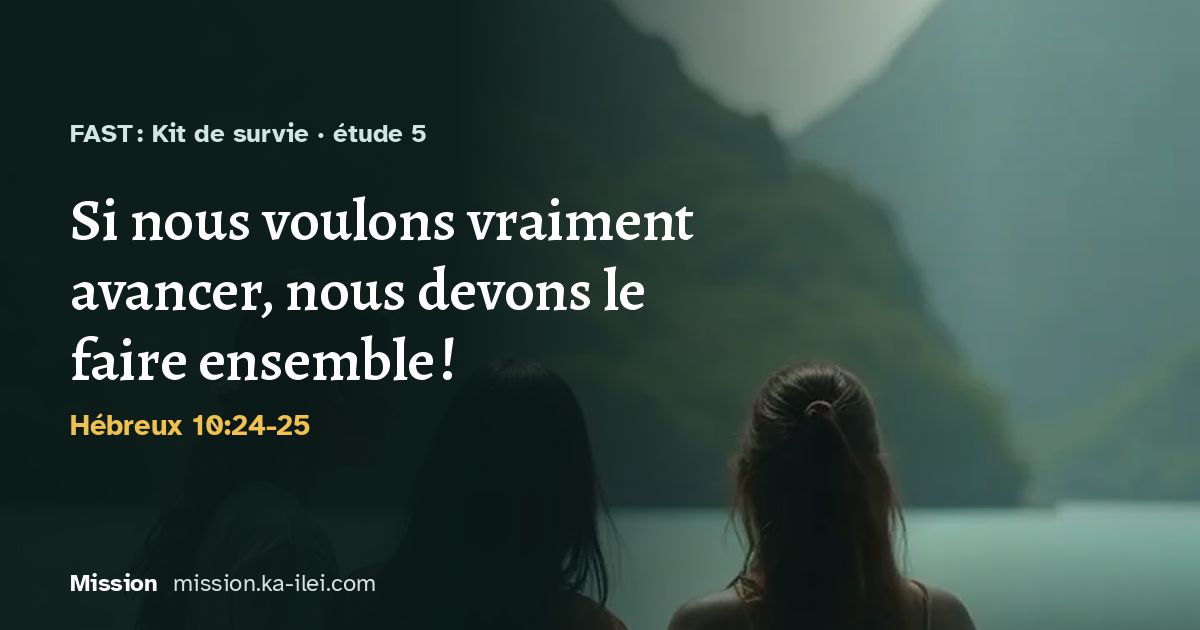 FAST : Kit de survie · étude 5
Si nous voulons vraiment
avancer, nous devons le
faire ensemble !
Hébreux 10:24-25
Mission mission.ka-ilei.com